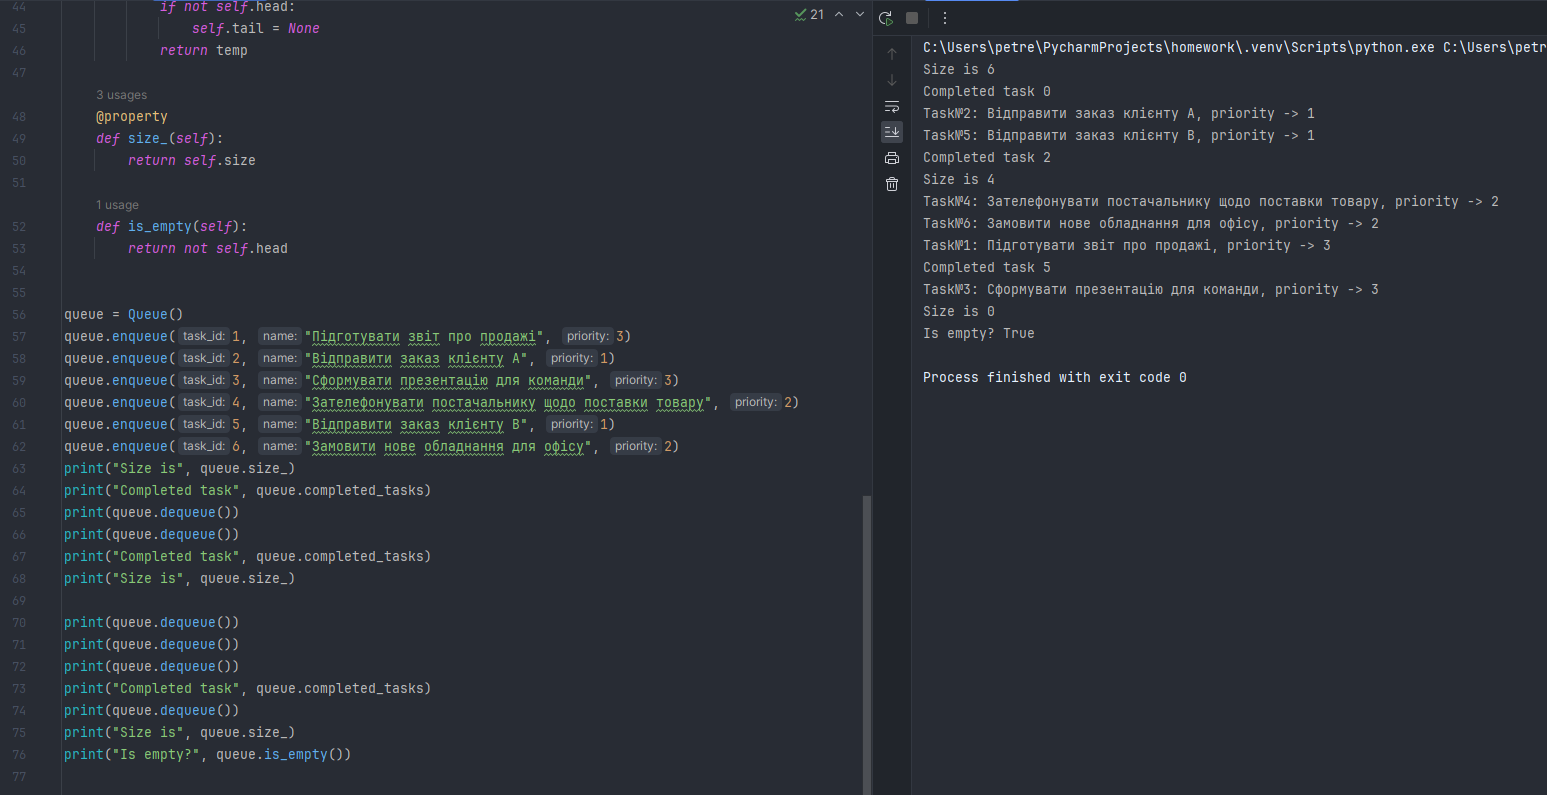 44 if not self.head:
45 self.tail = None
46 return temp
47
3 usages
48 @property
49 def size_(self):
50 return self.size
51
1 usage
52 def is_empty(self):
53 return not self.head
54
55
56 queue = Queue()
57 queue.enqueue( task_id: 1, name: "Підготувати звіт про продажі", priority: 3)
58 queue.enqueue( task_id: 2, name: "Відправити заказ клієнту А", priority: 1)
59 queue.enqueue( task_id: 3, name: "Сформувати презентацію для команди", priority: 3)
60 queue.enqueue( task_id: 4, name: "Зателефонувати постачальнику щодо поставки товару", priority: 2)
61 queue.enqueue( task_id: 5, name: "Відправити заказ клієнту В", priority: 1)
62 queue.enqueue( task_id: 6, name: "Замовити нове обладнання для офісу", priority: 2)
63 print("Size is", queue.size_)
64 print("Completed task", queue.completed_tasks)
65 print(queue.dequeue())
66 print(queue.dequeue())
67 print("Completed task", queue.completed_tasks)
68 print("Size is", queue.size_)
69
70 print(queue.dequeue())
71 print(queue.dequeue())
72 print(queue.dequeue())
73 print("Completed task", queue.completed_tasks)
74 print(queue.dequeue())
75 print("Size is", queue.size_)
76 print("Is empty?", queue.is_empty())
77
21
C:\Users\petre\PycharmProjects\homework\.venv\Scripts\python.exe C:\Users\petr
Size is 6
Completed task 0
Task№2: Відправити заказ клієнту А, priority -> 1
Task№5: Відправити заказ клієнту В, priority -> 1
Completed task 2
Size is 4
Task№4: Зателефонувати постачальнику щодо поставки товару, priority -> 2
Task№6: Замовити нове обладнання для офісу, priority -> 2
Task№1: Підготувати звіт про продажі, priority -> 3
Completed task 5
Task№3: Сформувати презентацію для команди, priority -> 3
Size is 0
Is empty? True
Process finished with exit code 0